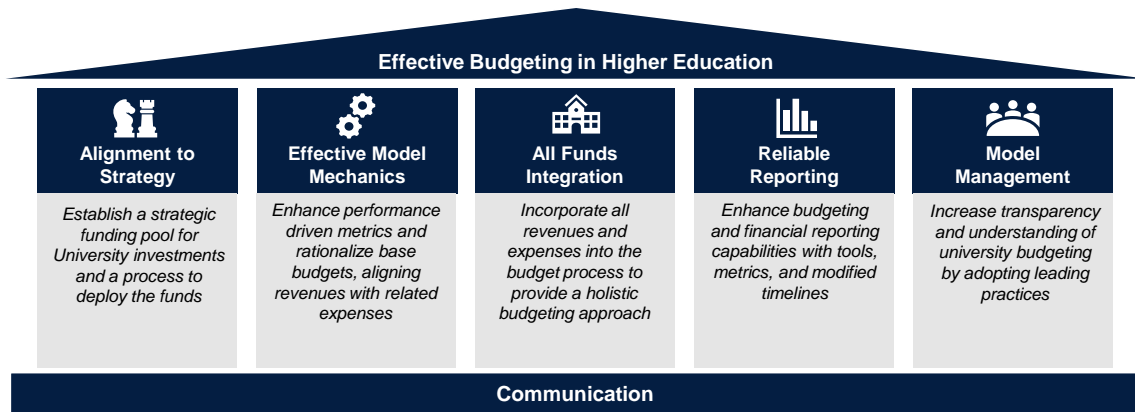 Effective Budgeting in Higher Education
Alignment to
Strategy
Establish a strategic
funding pool for
University investments
and a process to
deploy the funds
Effective Model
Mechanics
Enhance performance
driven metrics and
rationalize base
budgets, aligning
revenues with related
expenses
All Funds
Integration
Incorporate all
revenues and
expenses into the
budget process to
provide a holistic
budgeting approach
Reliable
Reporting
Enhance budgeting
and financial reporting
capabilities with tools,
metrics, and modified
timelines
Model
Management
Increase transparency
and understanding of
university budgeting
by adopting leading
practices
Communication